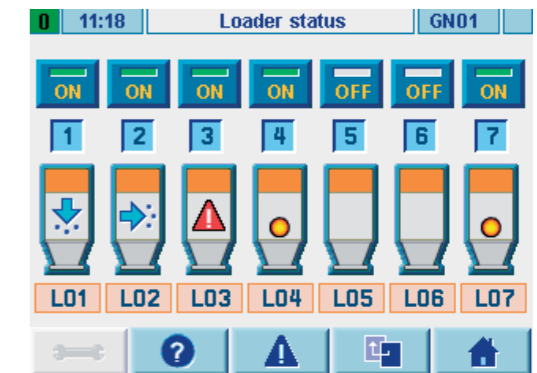 0 11:18 Loader status GN01
ON ON ON ON OFF OFF ON
1 2 3 4 5 6 7
L01 L02 L03 L04 L05 L06 L07
?